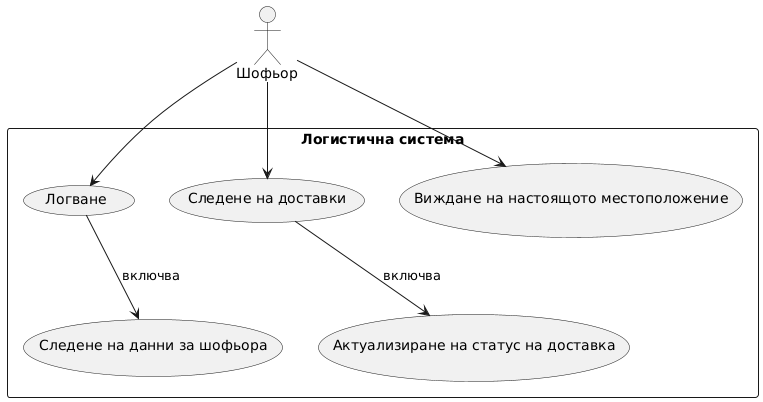 Шофьор
Логистична система
Логване
Следене на доставки
Виждане на настоящото местоположение
включва
включва
Следене на данни за шофьора
Актуализиране на статус на доставка